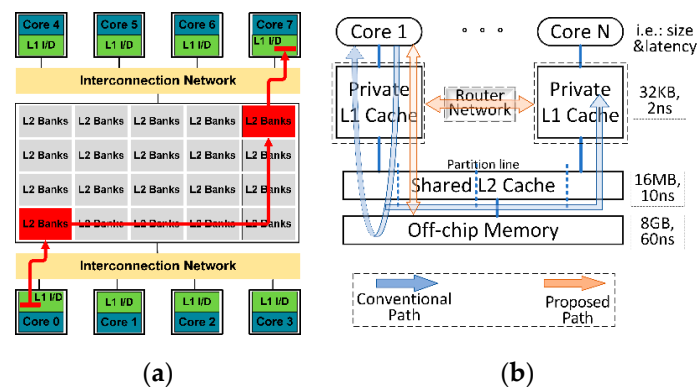 Core 4 Core 5 Core 6 Core 7
L1 I/D L1 I/D L1 I/D L1 I/D
Interconnection Network
L2 Banks L2 Banks L2 Banks L2 Banks L2 Banks
L2 Banks L2 Banks L2 Banks L2 Banks L2 Banks
L2 Banks L2 Banks L2 Banks L2 Banks L2 Banks
L2 Banks L2 Banks L2 Banks L2 Banks L2 Banks
Interconnection Network
L1 I/D L1 I/D L1 I/D L1 I/D
Core 0 Core 1 Core 2 Core 3
(a)
Core 1 Core N i.e.: size
&latency
Private
L1 Cache
Router
Network
Private
L1 Cache
32KB,
2ns
Partition line
Shared L2 Cache
16MB,
10ns
Off-chip Memory
8GB,
60ns
Conventional
Path
Proposed
Path
(b)